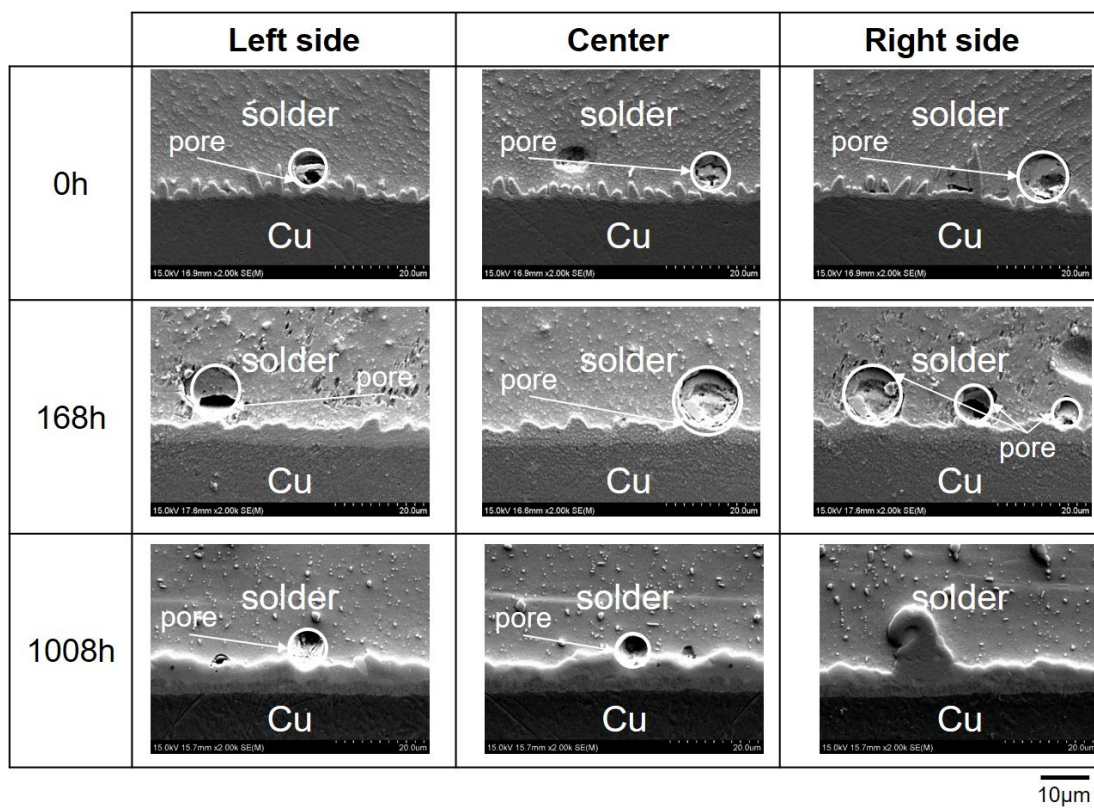 Left side Center Right side
0h
solder
pore
Cu
15.0kV 16.9mm x2.00k SE(M) 20.0um
solder
pore
Cu
15.0kV 16.9mm x2.00k SE(M) 20.0um
solder
pore
Cu
15.0kV 16.9mm x2.00k SE(M) 20.0um
168h
solder
pore
Cu
15.0kV 17.6mm x2.00k SE(M) 20.0um
solder
pore
Cu
15.0kV 16.6mm x2.00k SE(M) 20.0um
solder
pore
Cu
15.0kV 17.6mm x2.00k SE(M) 20.0um
1008h
solder
pore
Cu
15.0kV 15.7mm x2.00k SE(M) 20.0um
solder
pore
Cu
15.0kV 15.7mm x2.00k SE(M) 20.0um
solder
Cu
15.0kV 15.7mm x2.00k SE(M) 20.0um
10μm